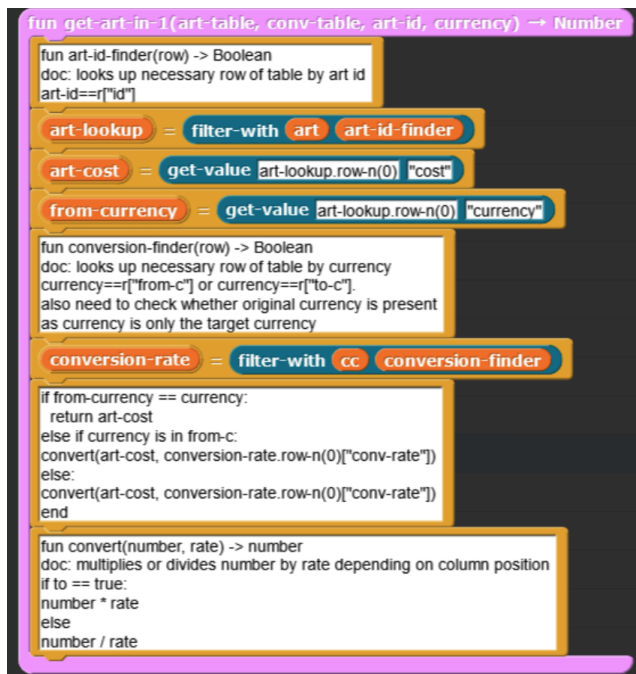 fun get-art-in-1(art-table, conv-table, art-id, currency) → Number
fun art-id-finder(row) -> Boolean
doc: looks up necessary row of table by art id
art-id==r["id"]
art-lookup = filter-with art art-id-finder
art-cost = get-value art-lookup.row-n(0) "cost"
from-currency = get-value art-lookup.row-n(0) "currency"
fun conversion-finder(row) -> Boolean
doc: looks up necessary row of table by currency
currency==r["from-c"] or currency==r["to-c"].
also need to check whether original currency is present
as currency is only the target currency
conversion-rate = filter-with cc conversion-finder
if from-currency == currency:
return art-cost
else if currency is in from-c:
convert(art-cost, conversion-rate.row-n(0)["conv-rate"])
else:
convert(art-cost, conversion-rate.row-n(0)["conv-rate"])
end
fun convert(number, rate) -> number
doc: multiplies or divides number by rate depending on column position
if to == true:
number * rate
else
number / rate